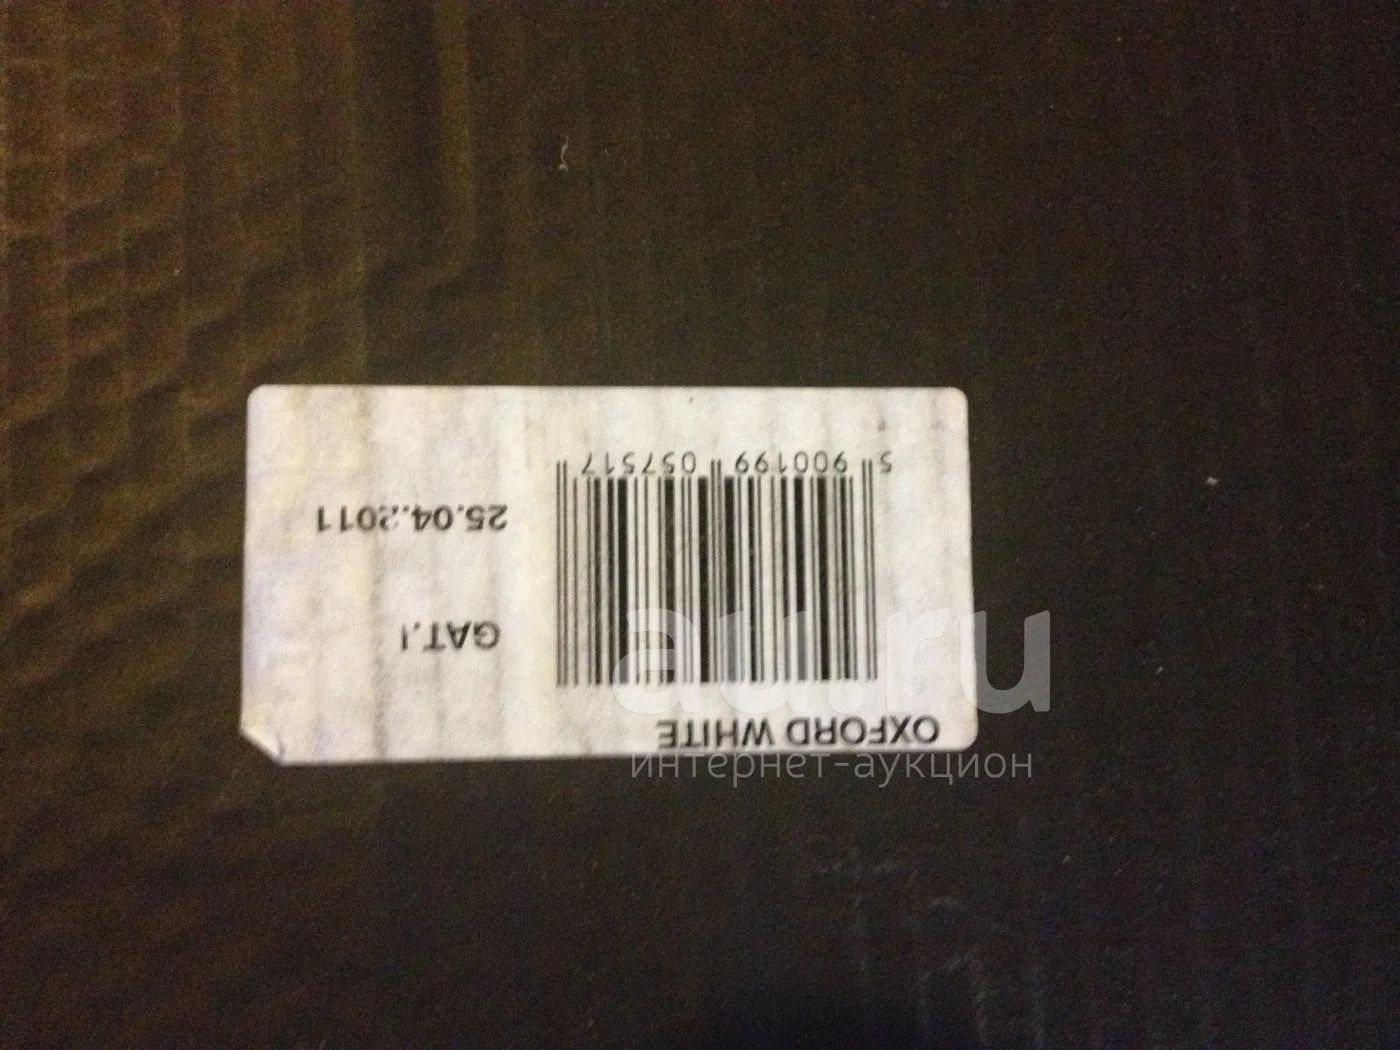 OXFORD WHITE
5 900199 057517
GAT.I
25.04.2011
au.ru
интернет-аукцион